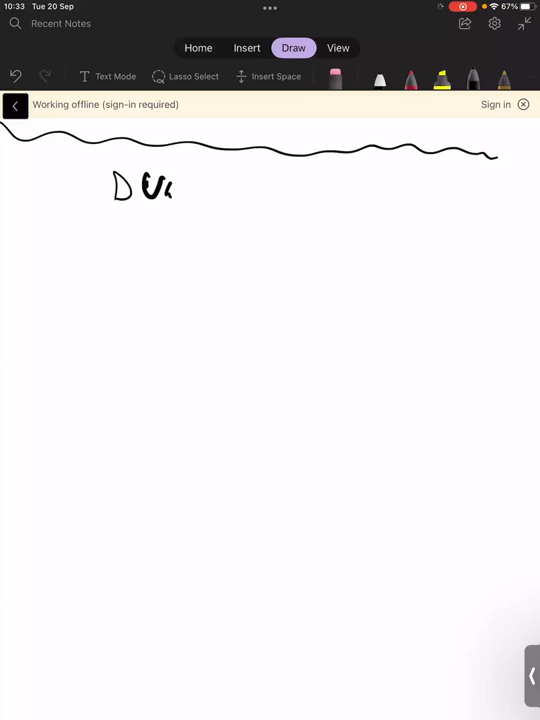 10:33 Tue 20 Sep 67%
Recent Notes
Home Insert Draw View
Text Mode Lasso Select Insert Space
Working offline (sign-in required) Sign in